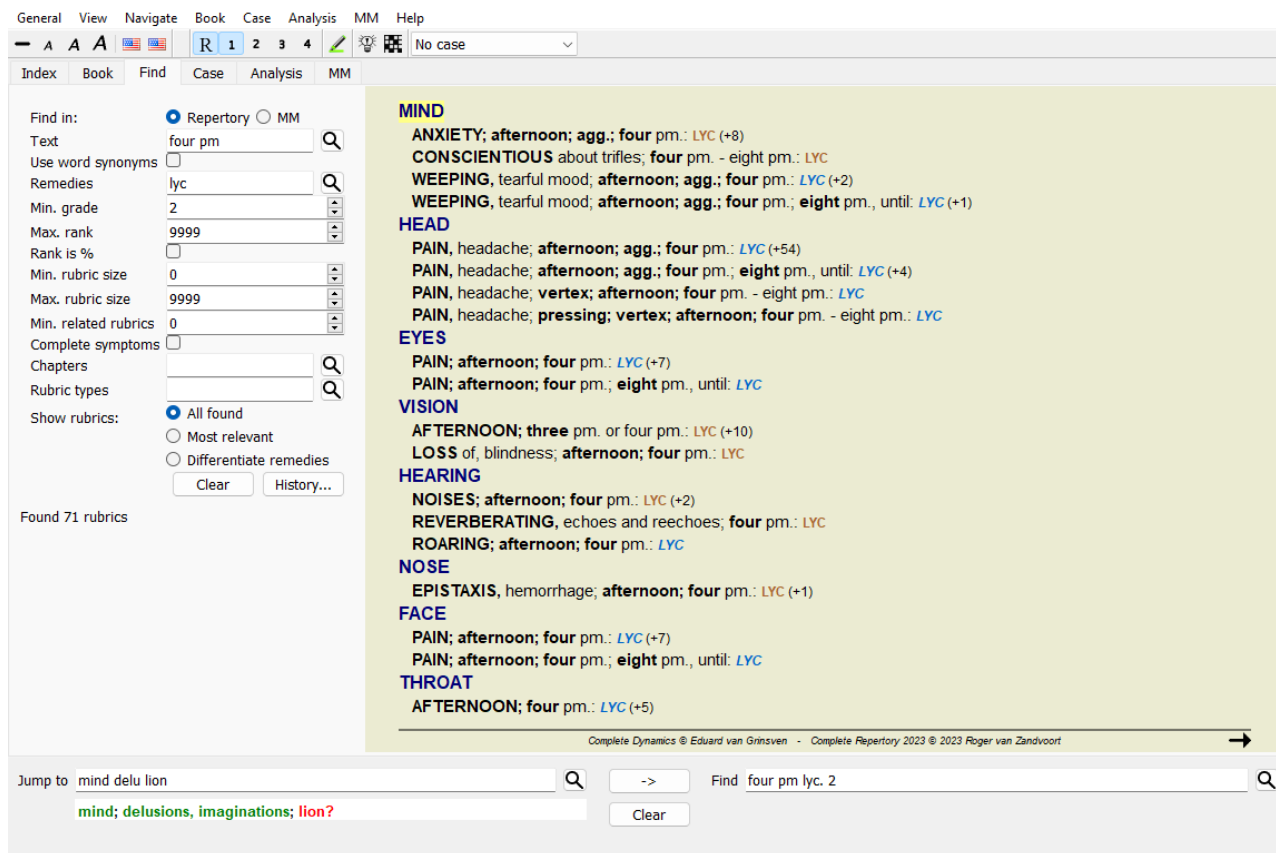 General View Navigate Book Case Analysis MM Help
A A A R 1 2 3 4 No case
Index Book Find Case Analysis MM
Find in: Repertory MM
Text four pm
Use word synonyms
Remedies lyc
Min. grade 2
Max. rank 9999
Rank is %
Min. rubric size 0
Max. rubric size 9999
Min. related rubrics 0
Complete symptoms
Chapters
Rubric types
Show rubrics: All found
Most relevant
Differentiate remedies
Clear History...
Found 71 rubrics
MIND
ANXIETY; afternoon; agg.; four pm.: LYC (+8)
CONSCIENTIOUS about trifles; four pm. - eight pm.: LYC
WEEPING, tearful mood; afternoon; agg.; four pm.: LYC (+2)
WEEPING, tearful mood; afternoon; agg.; four pm.; eight pm., until: LYC (+1)
HEAD
PAIN, headache; afternoon; agg.; four pm.: LYC (+54)
PAIN, headache; afternoon; agg.; four pm.; eight pm., until: LYC (+4)
PAIN, headache; vertex; afternoon; four pm. - eight pm.: LYC
PAIN, headache; pressing; vertex; afternoon; four pm. - eight pm.: LYC
EYES
PAIN; afternoon; four pm.: LYC (+7)
PAIN; afternoon; four pm.; eight pm., until: LYC
VISION
AFTERNOON; three pm. or four pm.: LYC (+10)
LOSS of, blindness; afternoon; four pm.: LYC
HEARING
NOISES; afternoon; four pm.: LYC (+2)
REVERBERATING, echoes and reechoes; four pm.: LYC
ROARING; afternoon; four pm.: LYC
NOSE
EPISTAXIS, hemorrhage; afternoon; four pm.: LYC (+1)
FACE
PAIN; afternoon; four pm.: LYC (+7)
PAIN; afternoon; four pm.; eight pm., until: LYC
THROAT
AFTERNOON; four pm.: LYC (+5)
Complete Dynamics © Eduard van Grinsven - Complete Repertory 2023 © 2023 Roger van Zandvoort
Jump to mind delu lion -> Find four pm lyc. 2
mind; delusions, imaginations; lion? Clear